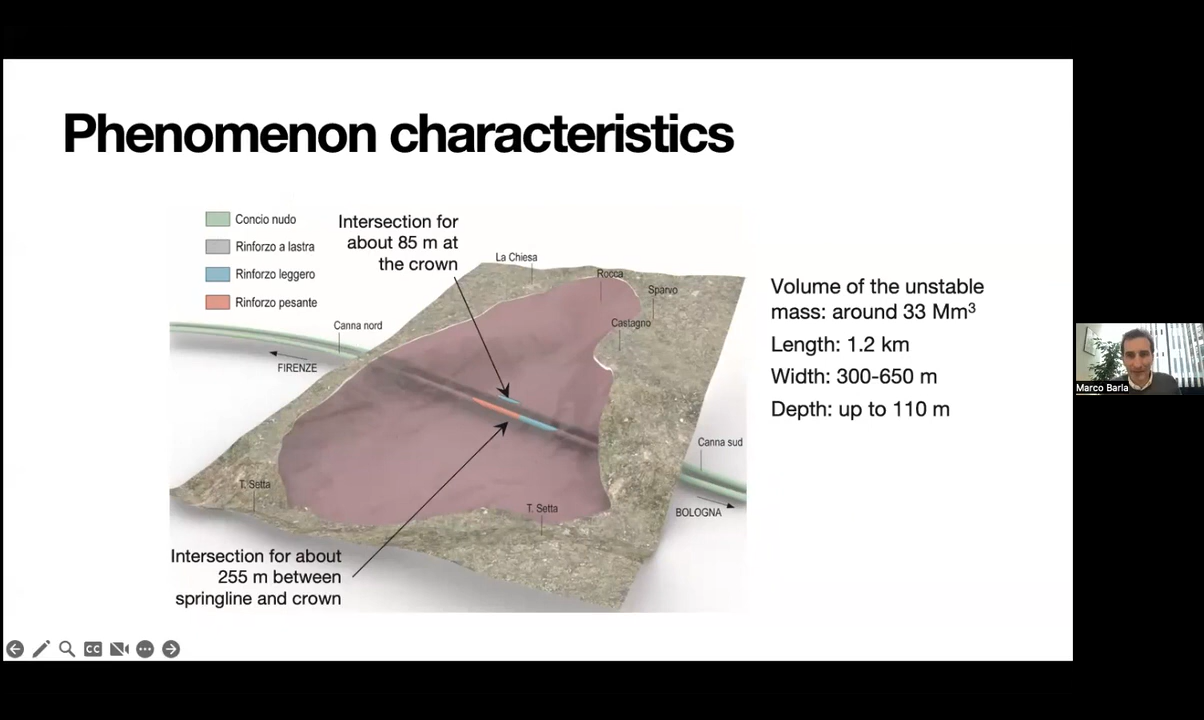 Phenomenon characteristics
Concio nudo
Rinforzo a lastra
Rinforzo leggero
Rinforzo pesante
Intersection for
about 85 m at
the crown
La Chiesa
Rocca
Sparvo
Castagno
Canna nord
FIRENZE
Canna sud
BOLOGNA
T. Setta
T. Setta
Intersection for about
255 m between
springline and crown
Volume of the unstable
mass: around 33 Mm³
Length: 1.2 km
Width: 300-650 m
Depth: up to 110 m
Marco Barla
CC